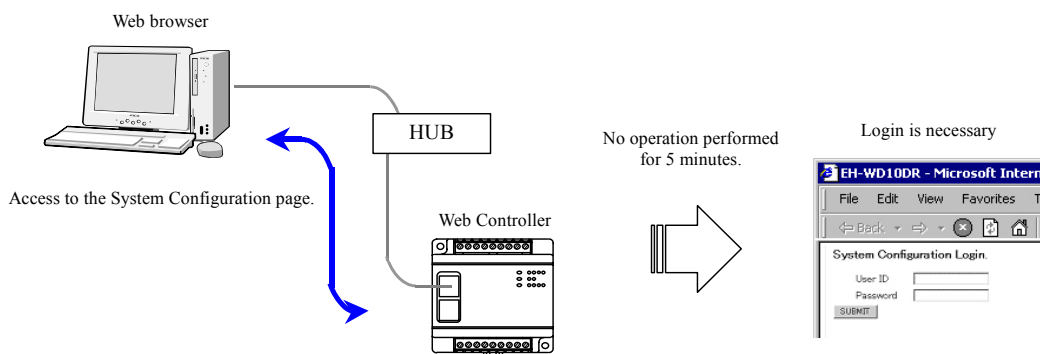 Web browser
HUB
Access to the System Configuration page.
Web Controller
No operation performed
for 5 minutes.
Login is necessary
EH-WD10DR - Microsoft Intern
File Edit View Favorites T
Back
System Configuration Login.
User ID
Password
SUBMIT